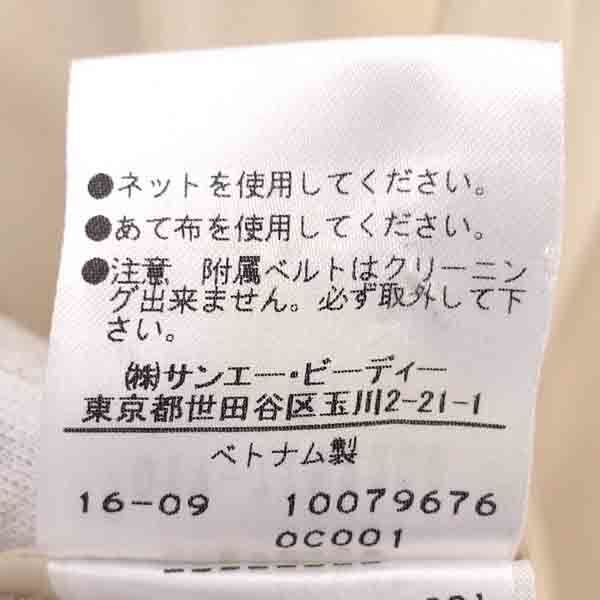 ●ネットを使用してください。
●あて布を使用してください。
●注意 附属ベルトはクリーニン
グ出来ません。必ず取外して下
さい。
㈱サンエー・ビーディー
東京都世田谷区玉川2-21-1
ベトナム製
16-09 10079676
0C001